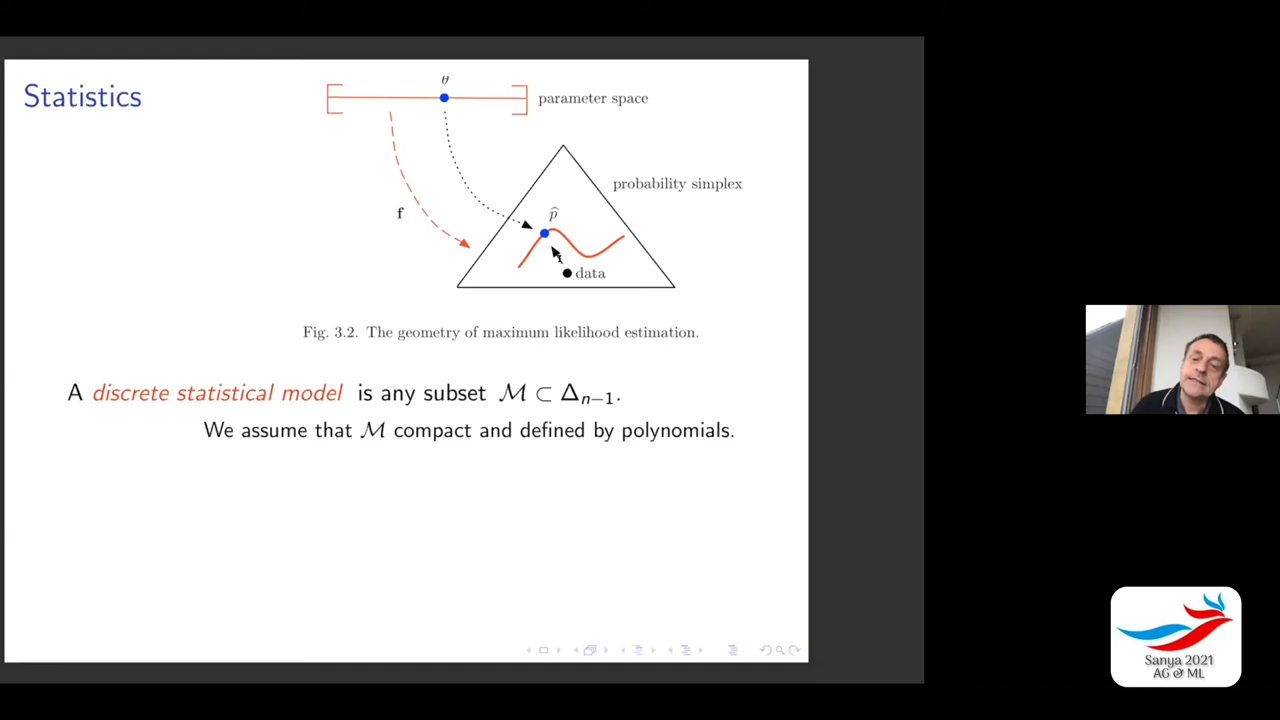 Statistics
θ
parameter space
probability simplex
f
p̂
data
Fig. 3.2. The geometry of maximum likelihood estimation.
A discrete statistical model is any subset ℳ ⊂ Δₙ₋₁.
We assume that ℳ compact and defined by polynomials.
Sanya 2021
AG & ML